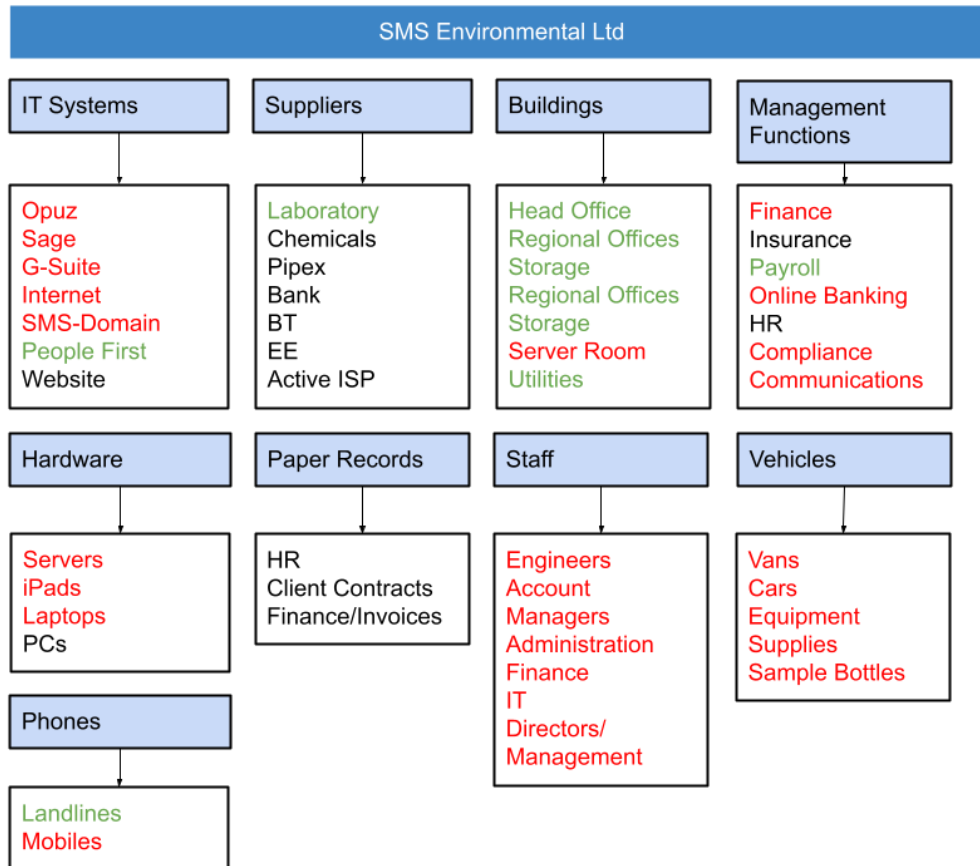 SMS Environmental Ltd
IT Systems
Opuz
Sage
G-Suite
Internet
SMS-Domain
People First
Website
Suppliers
Laboratory
Chemicals
Pipex
Bank
BT
EE
Active ISP
Buildings
Head Office
Regional Offices
Storage
Regional Offices
Storage
Server Room
Utilities
Management
Functions
Finance
Insurance
Payroll
Online Banking
HR
Compliance
Communications
Hardware
Servers
iPads
Laptops
PCs
Paper Records
HR
Client Contracts
Finance/Invoices
Staff
Engineers
Account
Managers
Administration
Finance
IT
Directors/
Management
Vehicles
Vans
Cars
Equipment
Supplies
Sample Bottles
Phones
Landlines
Mobiles